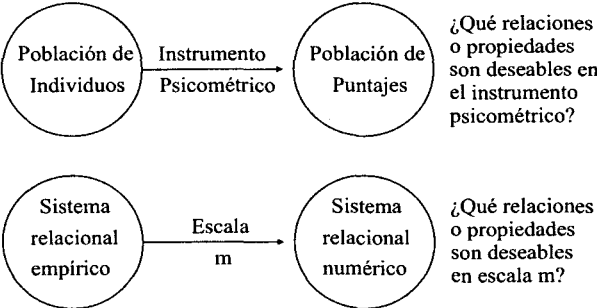 Población de
Individuos
Instrumento
Psicométrico
Población de
Puntajes
¿Qué relaciones
o propiedades
son deseables en
el instrumento
psicométrico?
Sistema
relacional
empírico
Escala
m
Sistema
relacional
numérico
¿Qué relaciones
o propiedades
son deseables
en escala m?